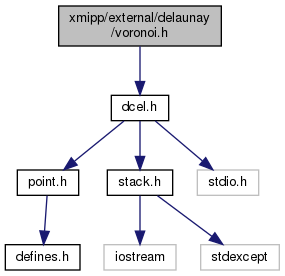 xmipp/external/delaunay
/voronoi.h
dcel.h
point.h
stack.h
stdio.h
defines.h
iostream
stdexcept